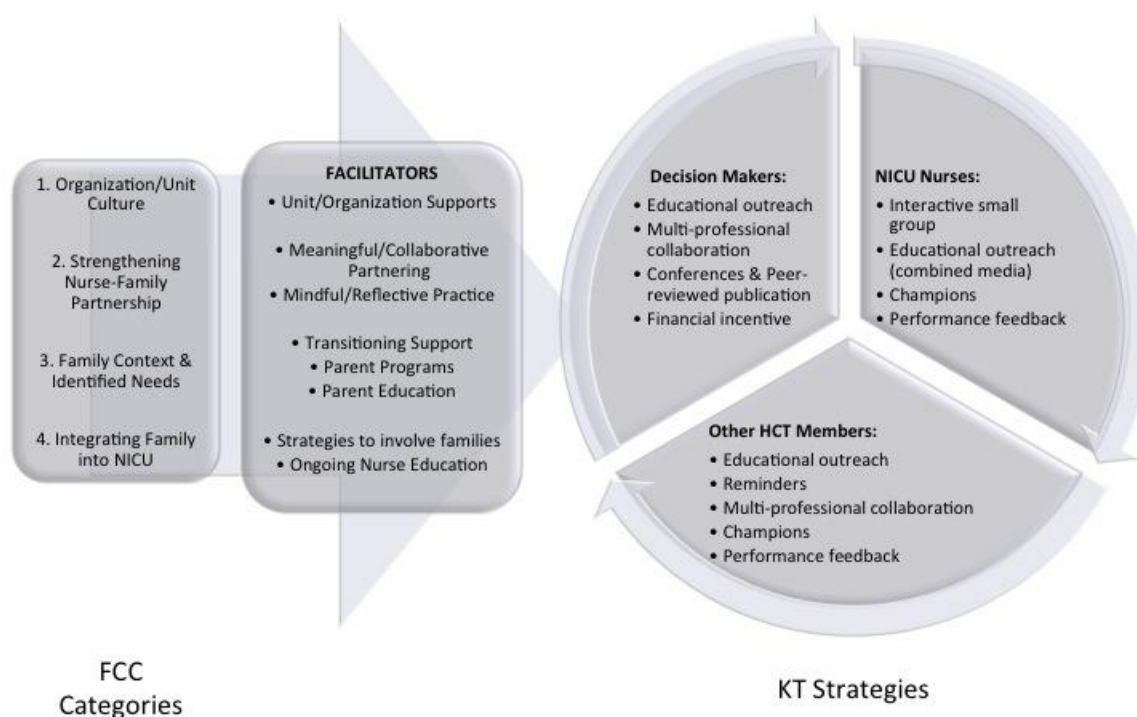 1. Organization/Unit
Culture
2. Strengthening
Nurse-Family
Partnership
3. Family Context &
Identified Needs
4. Integrating Family
into NICU
FACILITATORS
• Unit/Organization Supports
• Meaningful/Collaborative
Partnering
• Mindful/Reflective Practice
• Transitioning Support
• Parent Programs
• Parent Education
• Strategies to involve families
• Ongoing Nurse Education
Decision Makers:
• Educational outreach
• Multi-professional
collaboration
• Conferences & Peer-
reviewed publication
• Financial incentive
NICU Nurses:
• Interactive small
group
• Educational outreach
(combined media)
• Champions
• Performance feedback
Other HCT Members:
• Educational outreach
• Reminders
• Multi-professional collaboration
• Champions
• Performance feedback
FCC
Categories
KT Strategies